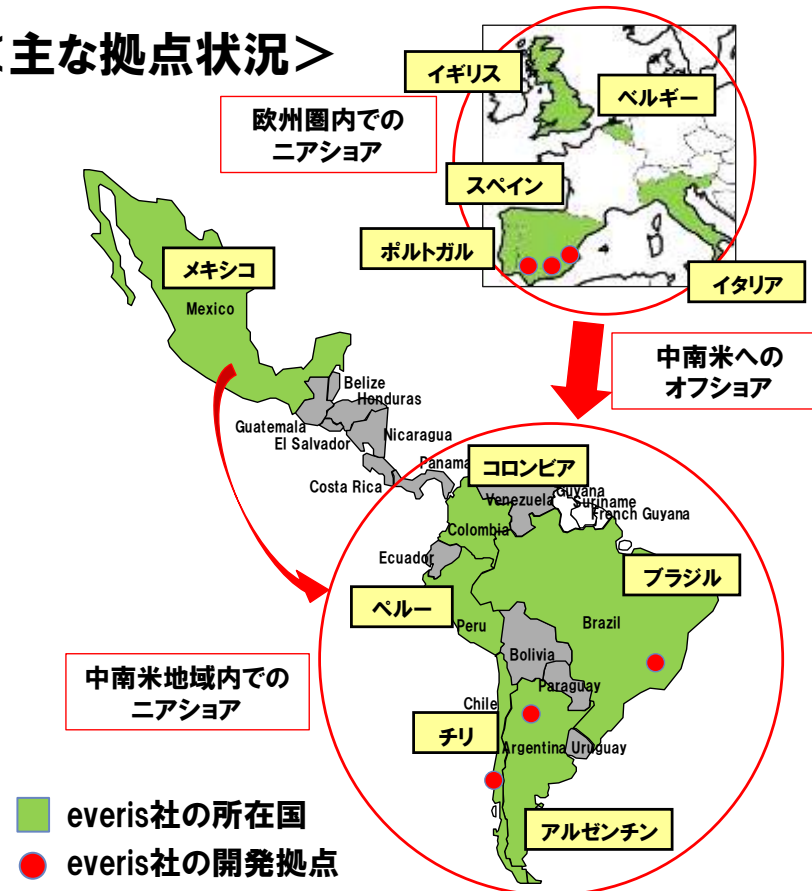 主な拠点状況＞
イギリス
ベルギー
欧州圏内での
ニアショア
スペイン
ポルトガル
メキシコ
イタリア
Mexico
中南米への
オフショア
Belize
Honduras
Guatemala
El Salvador
Nicaragua
Panama
コロンビア
Costa Rica
Venezuela
Guyana
Suriname
French Guyana
Colombia
Ecuador
ブラジル
ペルー
Peru
Brazil
Bolivia
中南米地域内での
ニアショア
Paraguay
Chile
チリ
Argentina
Uruguay
everis社の所在国
アルゼンチン
everis社の開発拠点